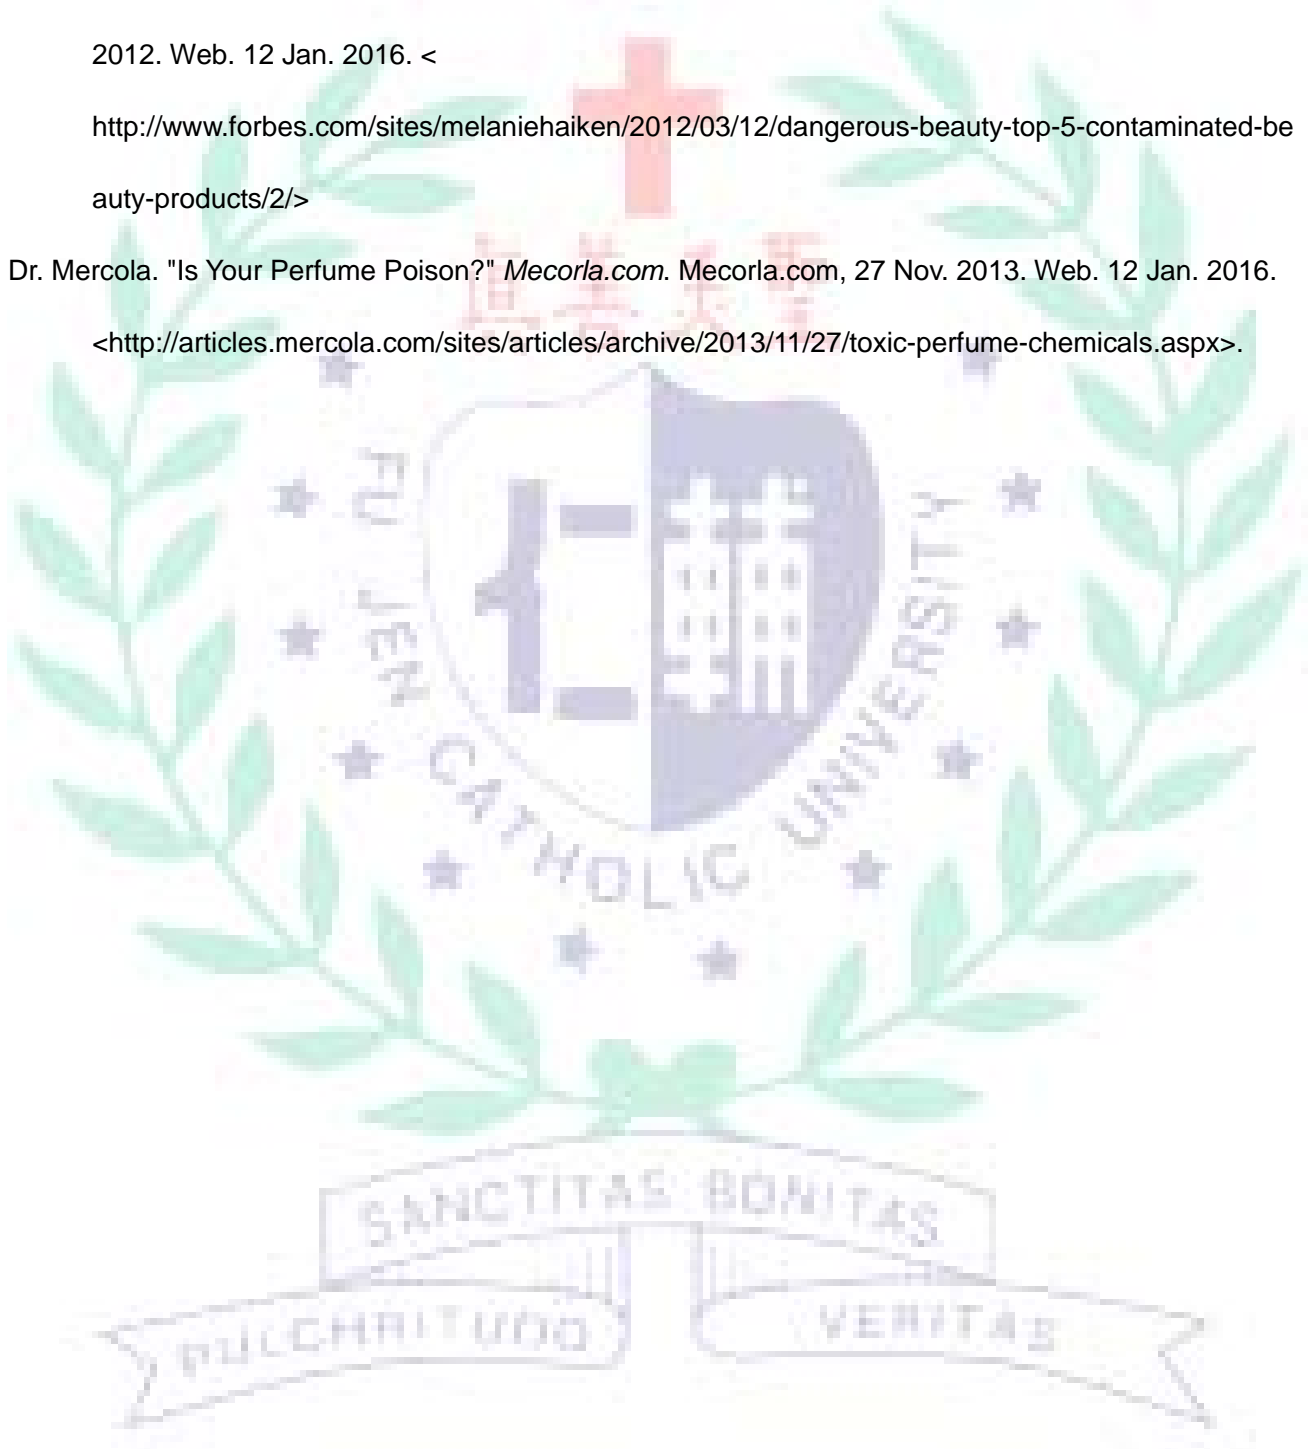 2012. Web. 12 Jan. 2016. <
http://www.forbes.com/sites/melaniehaiken/2012/03/12/dangerous-beauty-top-5-contaminated-be
auty-products/2/>
Dr. Mercola. "Is Your Perfume Poison?" Mecorla.com. Mecorla.com, 27 Nov. 2013. Web. 12 Jan. 2016.
<http://articles.mercola.com/sites/articles/archive/2013/11/27/toxic-perfume-chemicals.aspx>.
FU JEN CATHOLIC UNIVERSITY
SANCTITAS BONITAS
PULCHRITUDO VERITAS